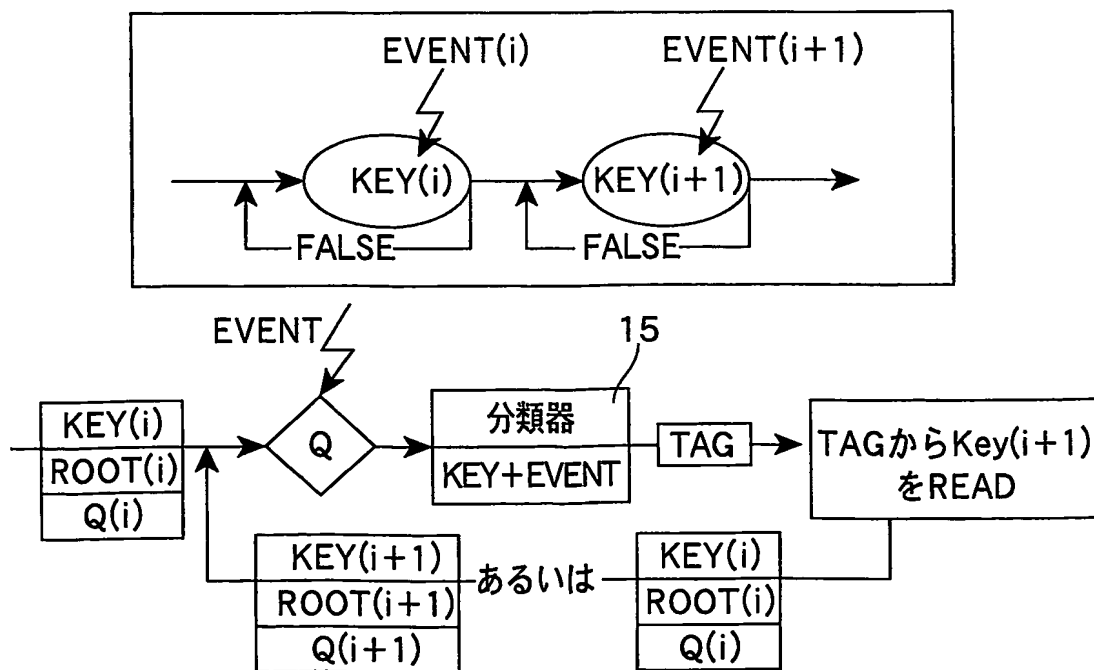 EVENT(i)
EVENT(i+1)
KEY(i)
KEY(i+1)
FALSE
FALSE
EVENT
15
KEY(i)
ROOT(i)
Q(i)
Q
分類器
KEY+EVENT
TAG
TAGからKey(i+1)
をREAD
KEY(i+1)
ROOT(i+1)
Q(i+1)
あるいは
KEY(i)
ROOT(i)
Q(i)